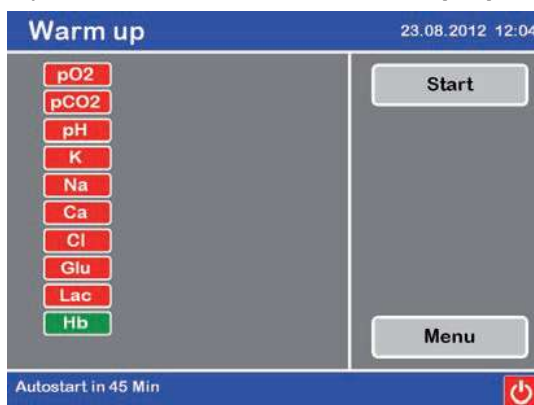 Warm up
23.08.2012 12:04
pO2
pCO2
pH
K
Na
Ca
Cl
Glu
Lac
Hb
Start
Menu
Autostart in 45 Min